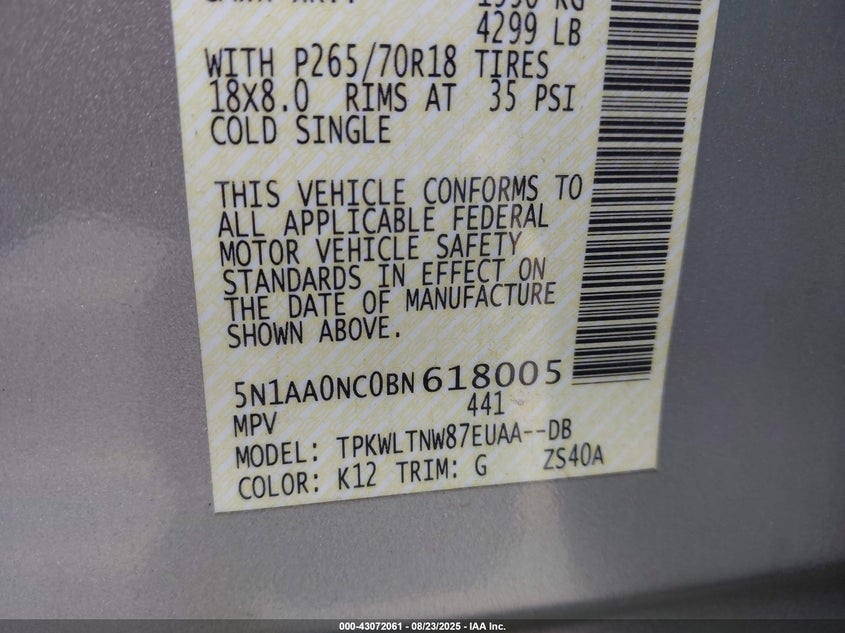 4299 LB
WITH P265/70R18 TIRES
18X8.0 RIMS AT 35 PSI
COLD SINGLE
THIS VEHICLE CONFORMS TO
ALL APPLICABLE FEDERAL
MOTOR VEHICLE SAFETY
STANDARDS IN EFFECT ON
THE DATE OF MANUFACTURE
SHOWN ABOVE.
5N1AA0NC0BN618005
MPV 441
MODEL: TPKWLTNW87EUAA--DB
COLOR: K12 TRIM: G ZS40A
000-43072061 - 08/23/2025 - IAA Inc.